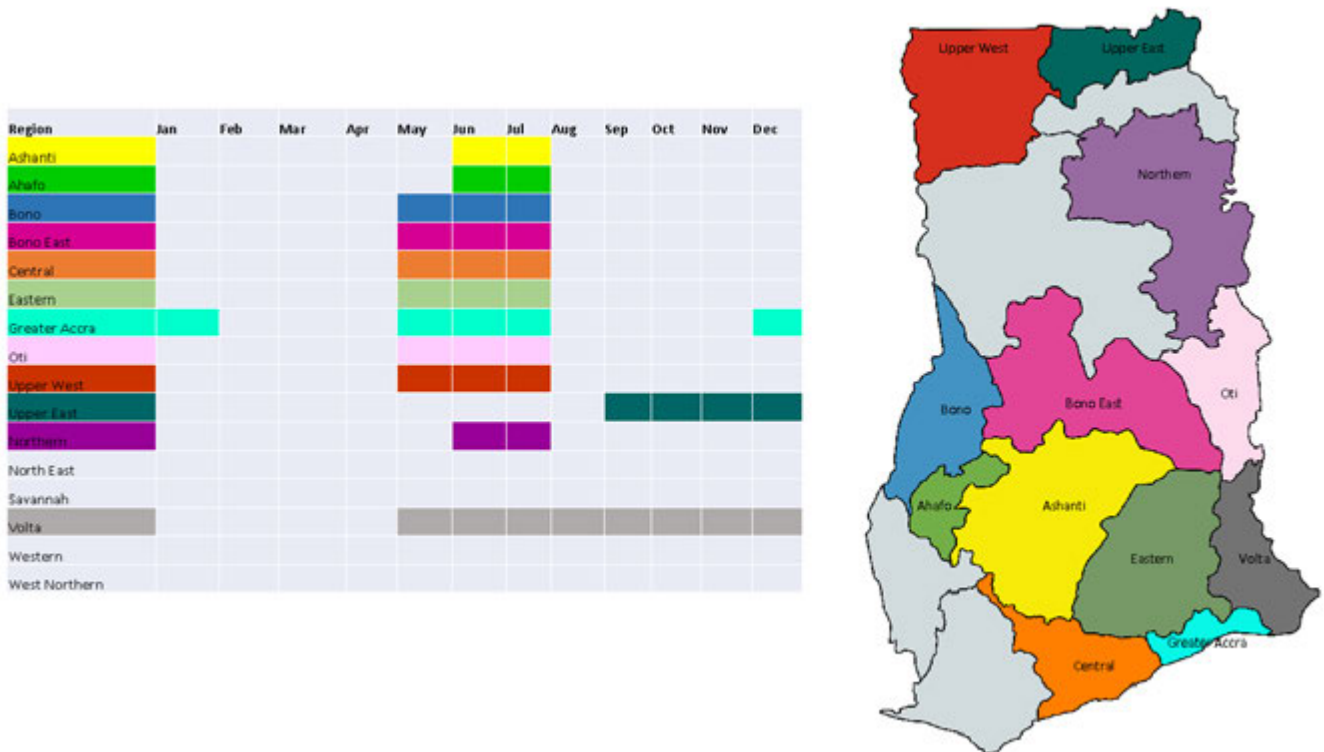 Region Jan Feb Mar Apr May Jun Jul Aug Sep Oct Nov Dec
Ashanti
Ahafo
Bono
Bono East
Central
Eastern
Greater Accra
Oti
Upper West
Upper East
Northern
North East
Savannah
Volta
Western
West Northern
Upper West
Upper East
Northern
Oti
Bono
Bono East
Ahafo
Ashanti
Eastern
Volta
Greater Accra
Central